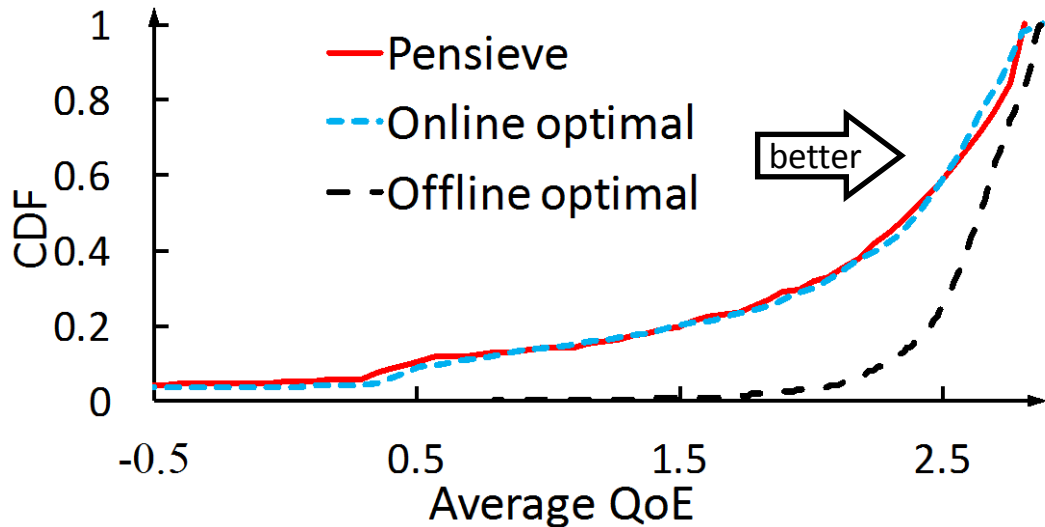 1
0.8
0.6
0.4
0.2
0
CDF
Pensieve
Online optimal
Offline optimal
better
-0.5
0.5
1.5
2.5
Average QoE